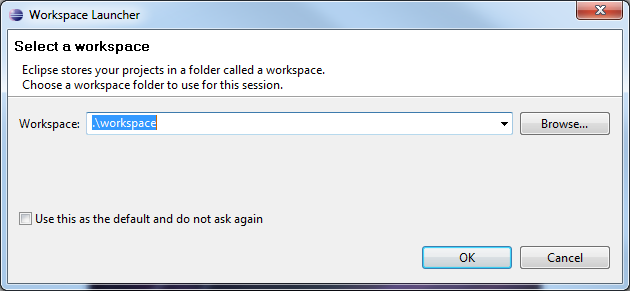 Workspace Launcher
Select a workspace
Eclipse stores your projects in a folder called a workspace.
Choose a workspace folder to use for this session.
Workspace: .\workspace Browse...
Use this as the default and do not ask again
OK Cancel